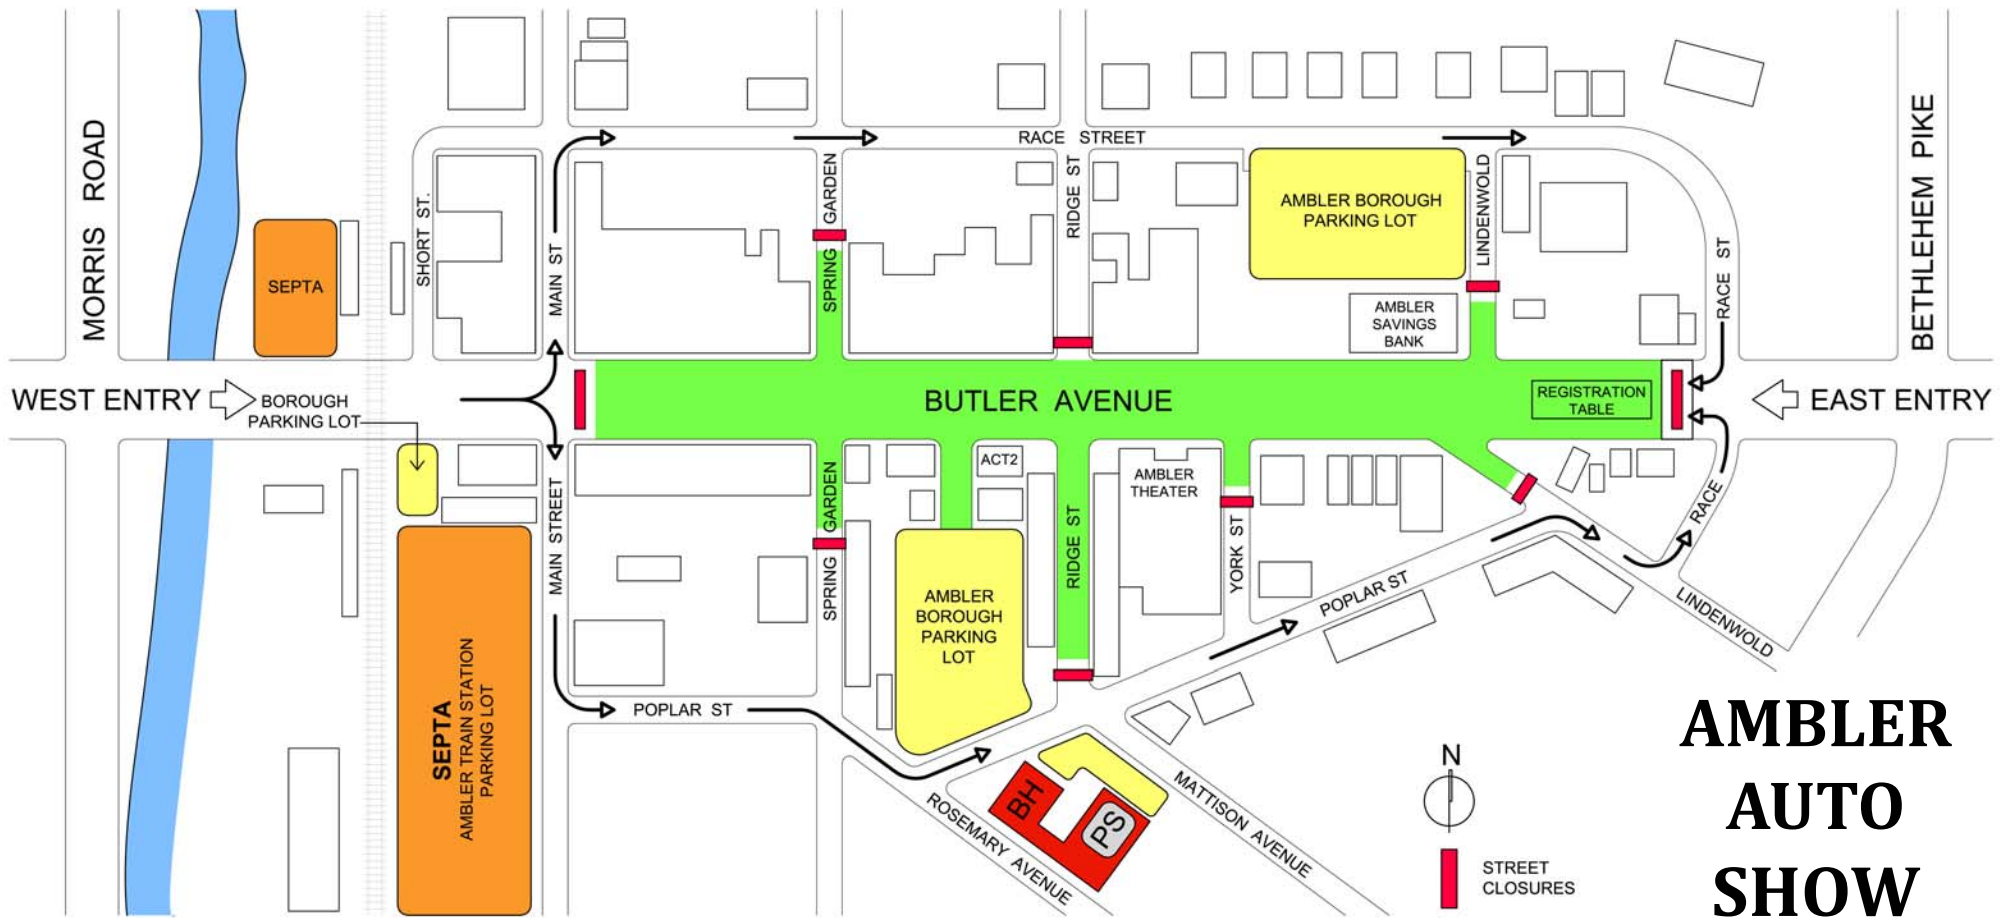 MORRIS ROAD
SEPTA
SHORT ST.
MAIN ST
RACE STREET
SPRING GARDEN
RIDGE ST
AMBLER BOROUGH
PARKING LOT
LINDENWOLD
AMBLER
SAVINGS
BANK
RACE ST
BETHLEHEM PIKE
WEST ENTRY
BOROUGH
PARKING LOT
BUTLER AVENUE
REGISTRATION
TABLE
EAST ENTRY
MAIN STREET
SPRING GARDEN
ACT2
RIDGE ST
AMBLER
THEATER
YORK ST
RACE
AMBLER
BOROUGH
PARKING
LOT
POPLAR ST
LINDENWOLD
SEPTA
AMBLER TRAIN STATION
PARKING LOT
POPLAR ST
BH
PS
ROSEMARY AVENUE
MATTISON AVENUE
N
STREET
CLOSURES
AMBLER
AUTO
SHOW